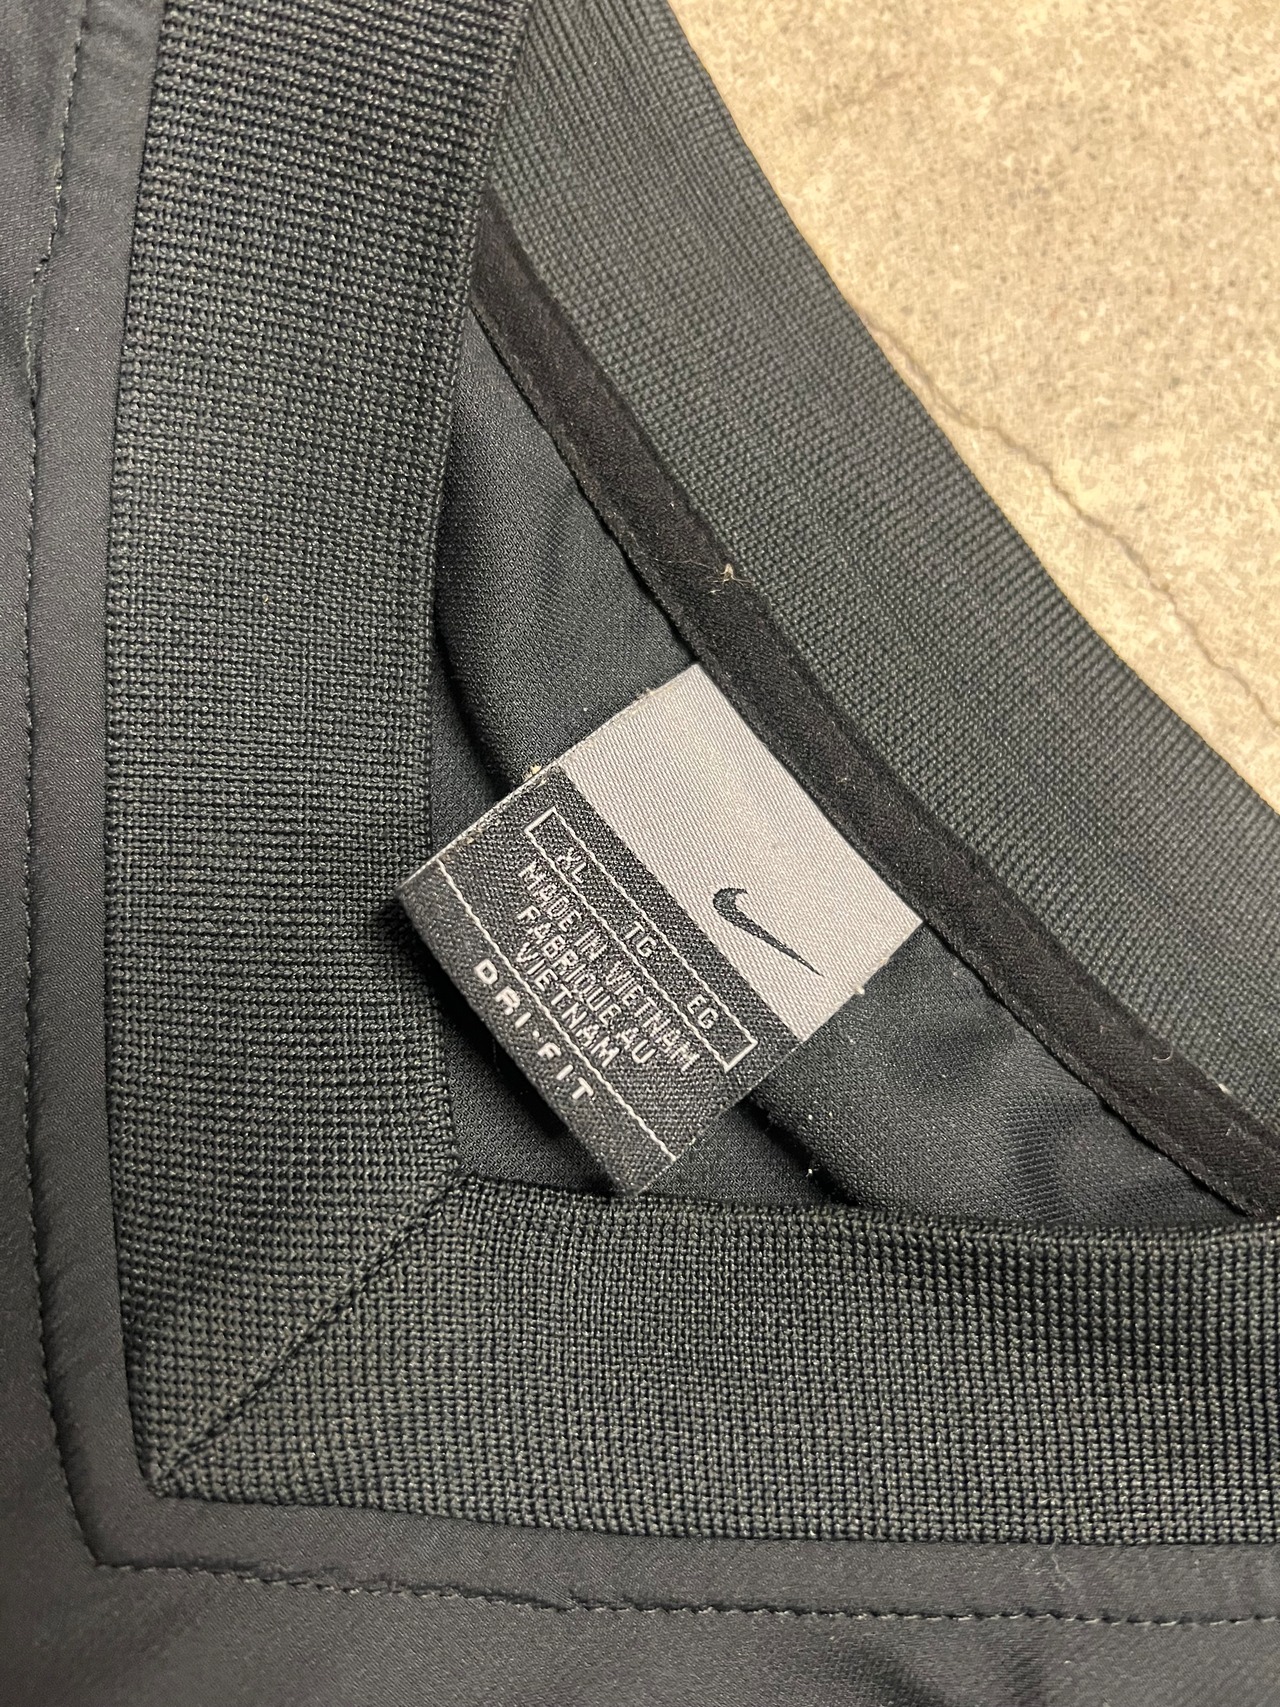 XL TG EG
MADE IN VIETNAM
FABRIQUE AU
VIETNAM
DRI-FIT